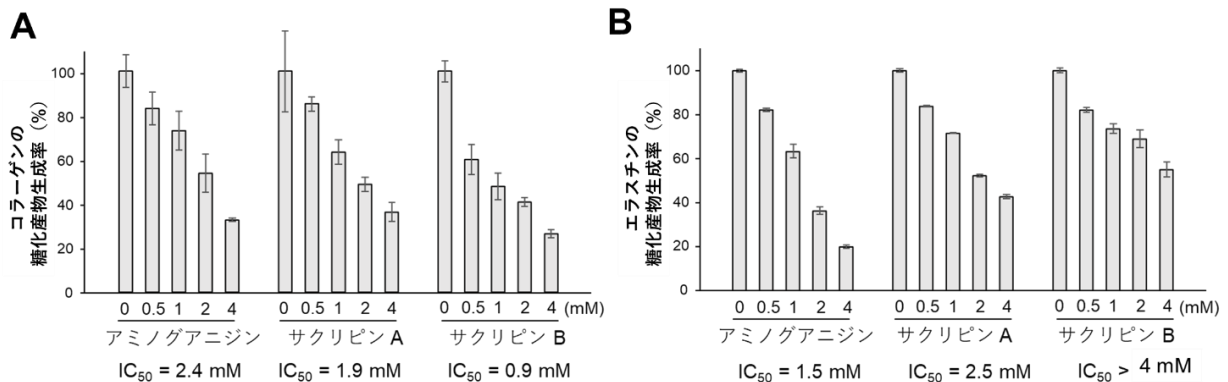 A
コラーゲンの
糖化産物生成率（%）
100
80
60
40
20
0
0 0.5 1 2 4 0 0.5 1 2 4 0 0.5 1 2 4 (mM)
アミノグアニジン サクリピン A サクリピン B
IC50 = 2.4 mM IC50 = 1.9 mM IC50 = 0.9 mM
B
エラスチンの
糖化産物生成率（%）
100
80
60
40
20
0
0 0.5 1 2 4 0 0.5 1 2 4 0 0.5 1 2 4 (mM)
アミノグアニジン サクリピン A サクリピン B
IC50 = 1.5 mM IC50 = 2.5 mM IC50 > 4 mM